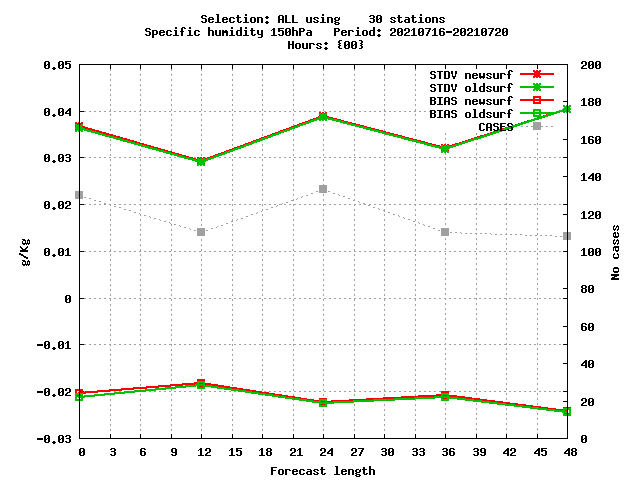 Selection: ALL using    30 stations
Specific humidity 150hPa   Period: 20210716-20210720
Hours: {00}
0.05
0.04
0.03
0.02
0.01
0
-0.01
-0.02
-0.03
g/Kg
STDV newsurf
STDV oldsurf
BIAS newsurf
BIAS oldsurf
CASES
200
180
160
140
120
100
80
60
40
20
0
No cases
0 3 6 9 12 15 18 21 24 27 30 33 36 39 42 45 48
Forecast length